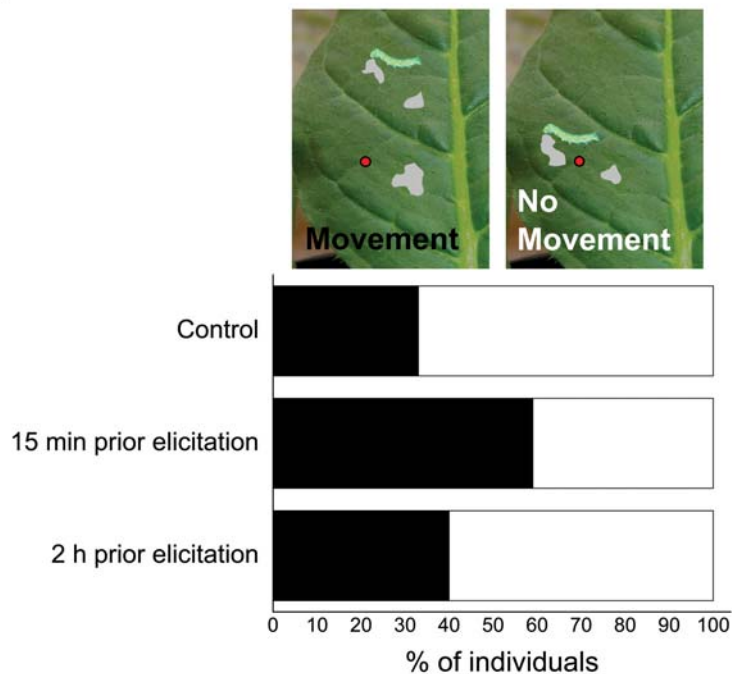 Movement
No
Movement
Control
15 min prior elicitation
2 h prior elicitation
0 10 20 30 40 50 60 70 80 90 100
% of individuals